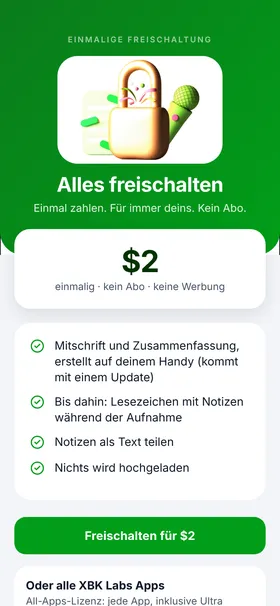 EINMALIGE FREISCHALTUNG
Alles freischalten
Einmal zahlen. Für immer deins. Kein Abo.
$2
einmalig · kein Abo · keine Werbung
Mitschrift und Zusammenfassung,
erstellt auf deinem Handy (kommt
mit einem Update)
Bis dahin: Lesezeichen mit Notizen
während der Aufnahme
Notizen als Text teilen
Nichts wird hochgeladen
Freischalten für $2
Oder alle XBK Labs Apps
All-Apps-Lizenz: jede App, inklusive Ultra